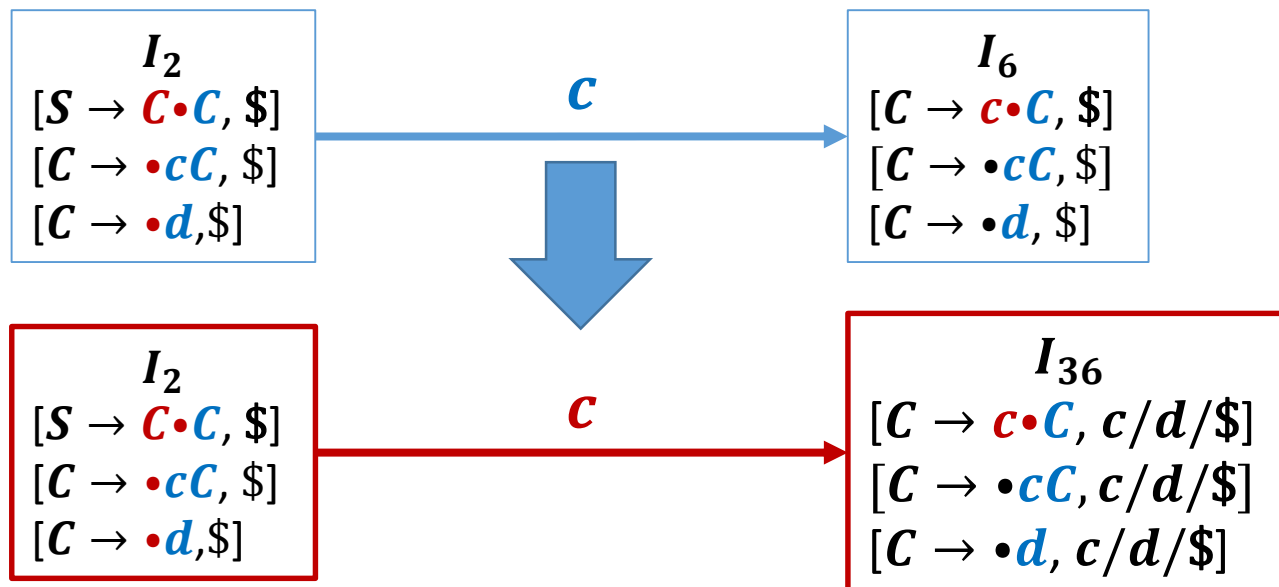 I₂
[S → C•C, $]
[C → •cC, $]
[C → •d,$]
c
I₆
[C → c•C, $]
[C → •cC, $]
[C → •d, $]
I₂
[S → C•C, $]
[C → •cC, $]
[C → •d,$]
c
I₃₆
[C → c•C, c/d/$]
[C → •cC, c/d/$]
[C → •d, c/d/$]